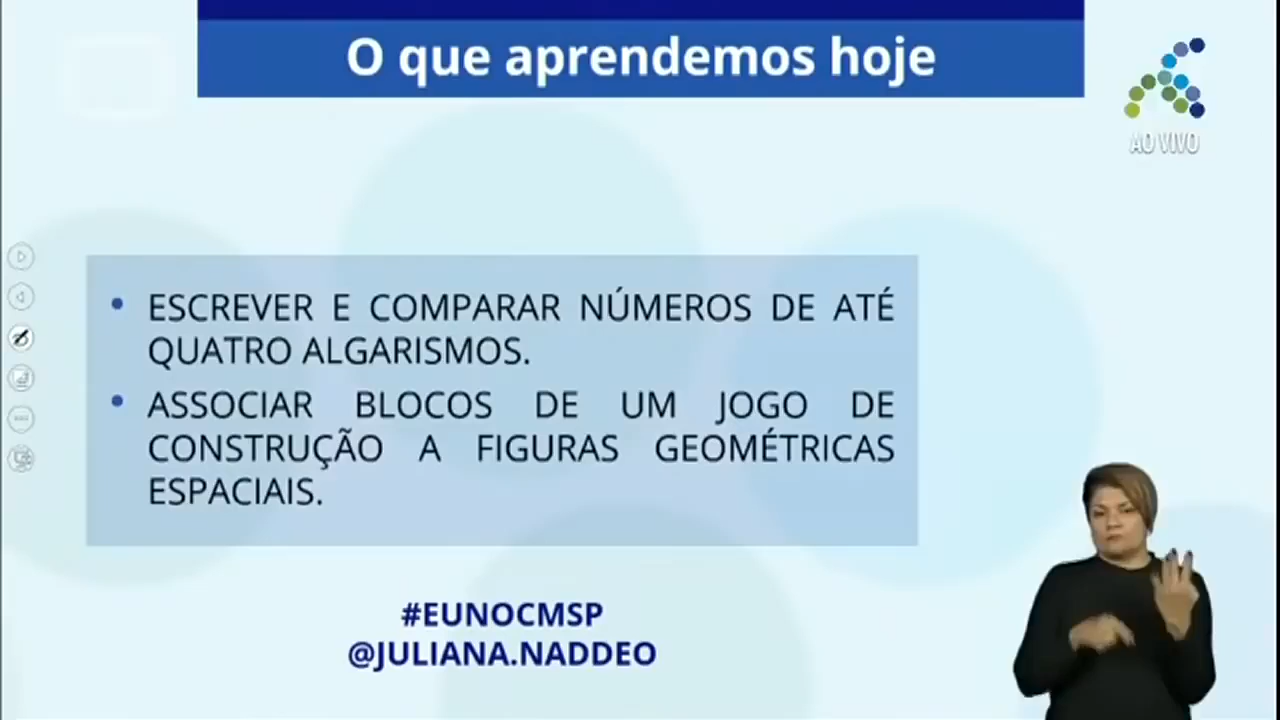 O que aprendemos hoje
AO VIVO
• ESCREVER E COMPARAR NÚMEROS DE ATÉ
QUATRO ALGARISMOS.
• ASSOCIAR BLOCOS DE UM JOGO DE
CONSTRUÇÃO A FIGURAS GEOMÉTRICAS
ESPACIAIS.
#EUNOCMSP
@JULIANA.NADDEO